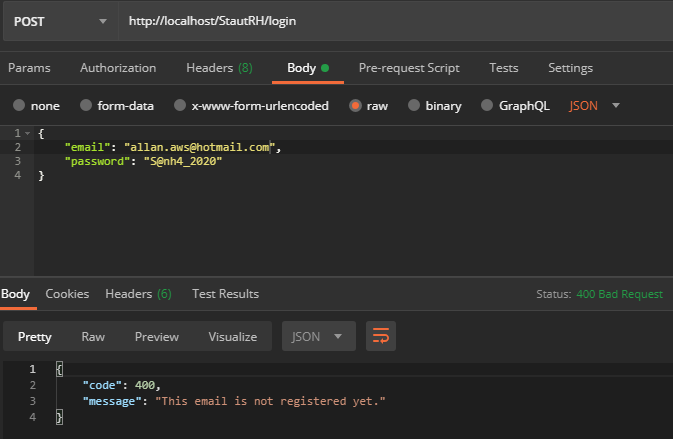 POST http://localhost/StautRH/login
Params Authorization Headers (8) Body Pre-request Script Tests Settings
none form-data x-www-form-urlencoded raw binary GraphQL JSON
1 {
2 "email": "allan.aws@hotmail.com",
3 "password": "S@nh4_2020"
4 }
Body Cookies Headers (6) Test Results Status: 400 Bad Request
Pretty Raw Preview Visualize JSON
1 {
2 "code": 400,
3 "message": "This email is not registered yet."
4 }